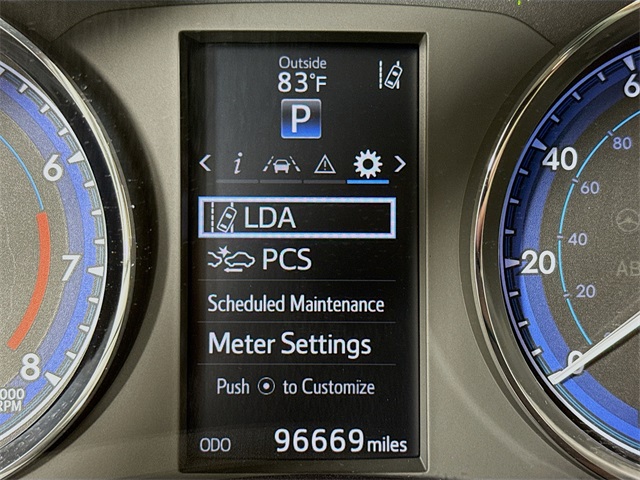 Outside
83°F
P
i
LDA
PCS
Scheduled Maintenance
Meter Settings
Push to Customize
ODO 96669 miles
6
7
8
RPM
80
60
40
40
20
20
0